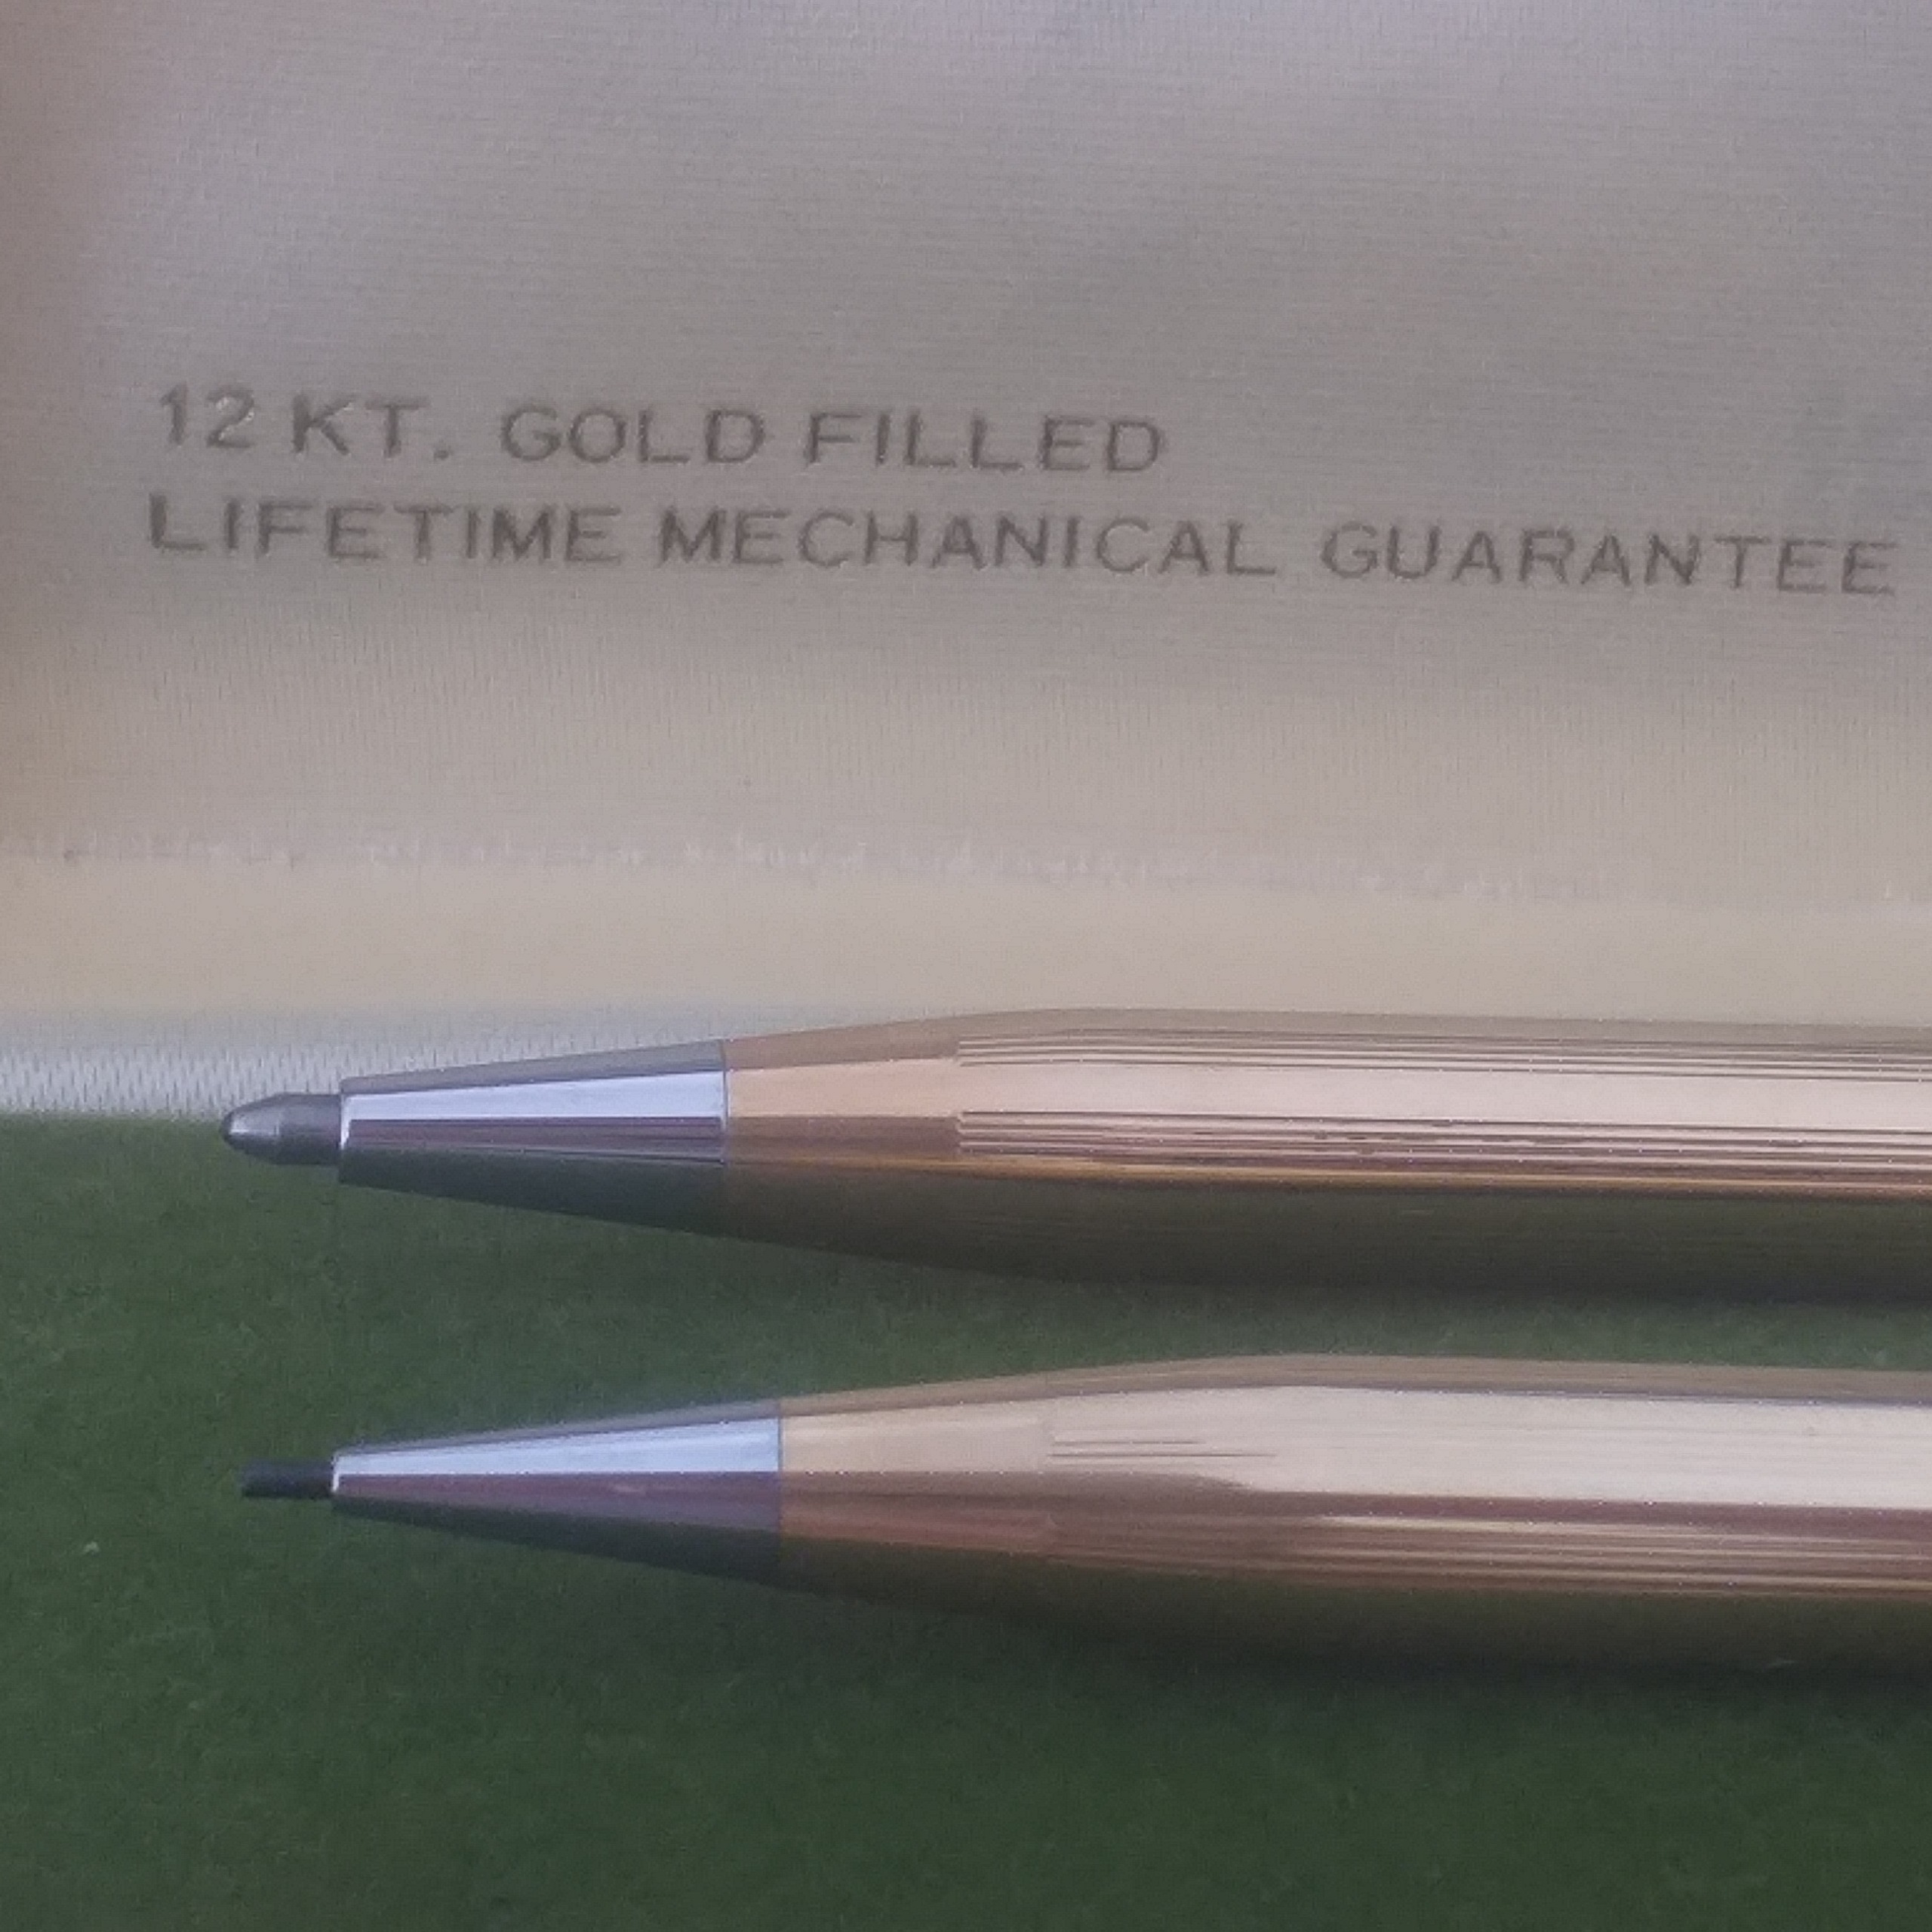 12 KT. GOLD FILLED
LIFETIME MECHANICAL GUARANTEE